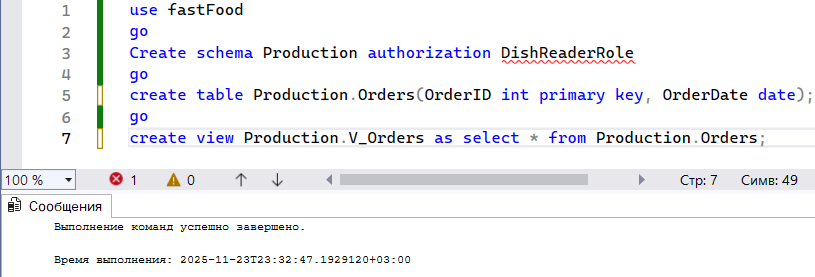 1 use fastFood
2 go
3 Create schema Production authorization DishReaderRole
4 go
5 create table Production.Orders(OrderID int primary key, OrderDate date);
6 go
7 create view Production.V_Orders as select * from Production.Orders;
100 % 1 0 Стр: 7 Симв: 49
Сообщения
Выполнение команд успешно завершено.
Время выполнения: 2025-11-23T23:32:47.1929120+03:00